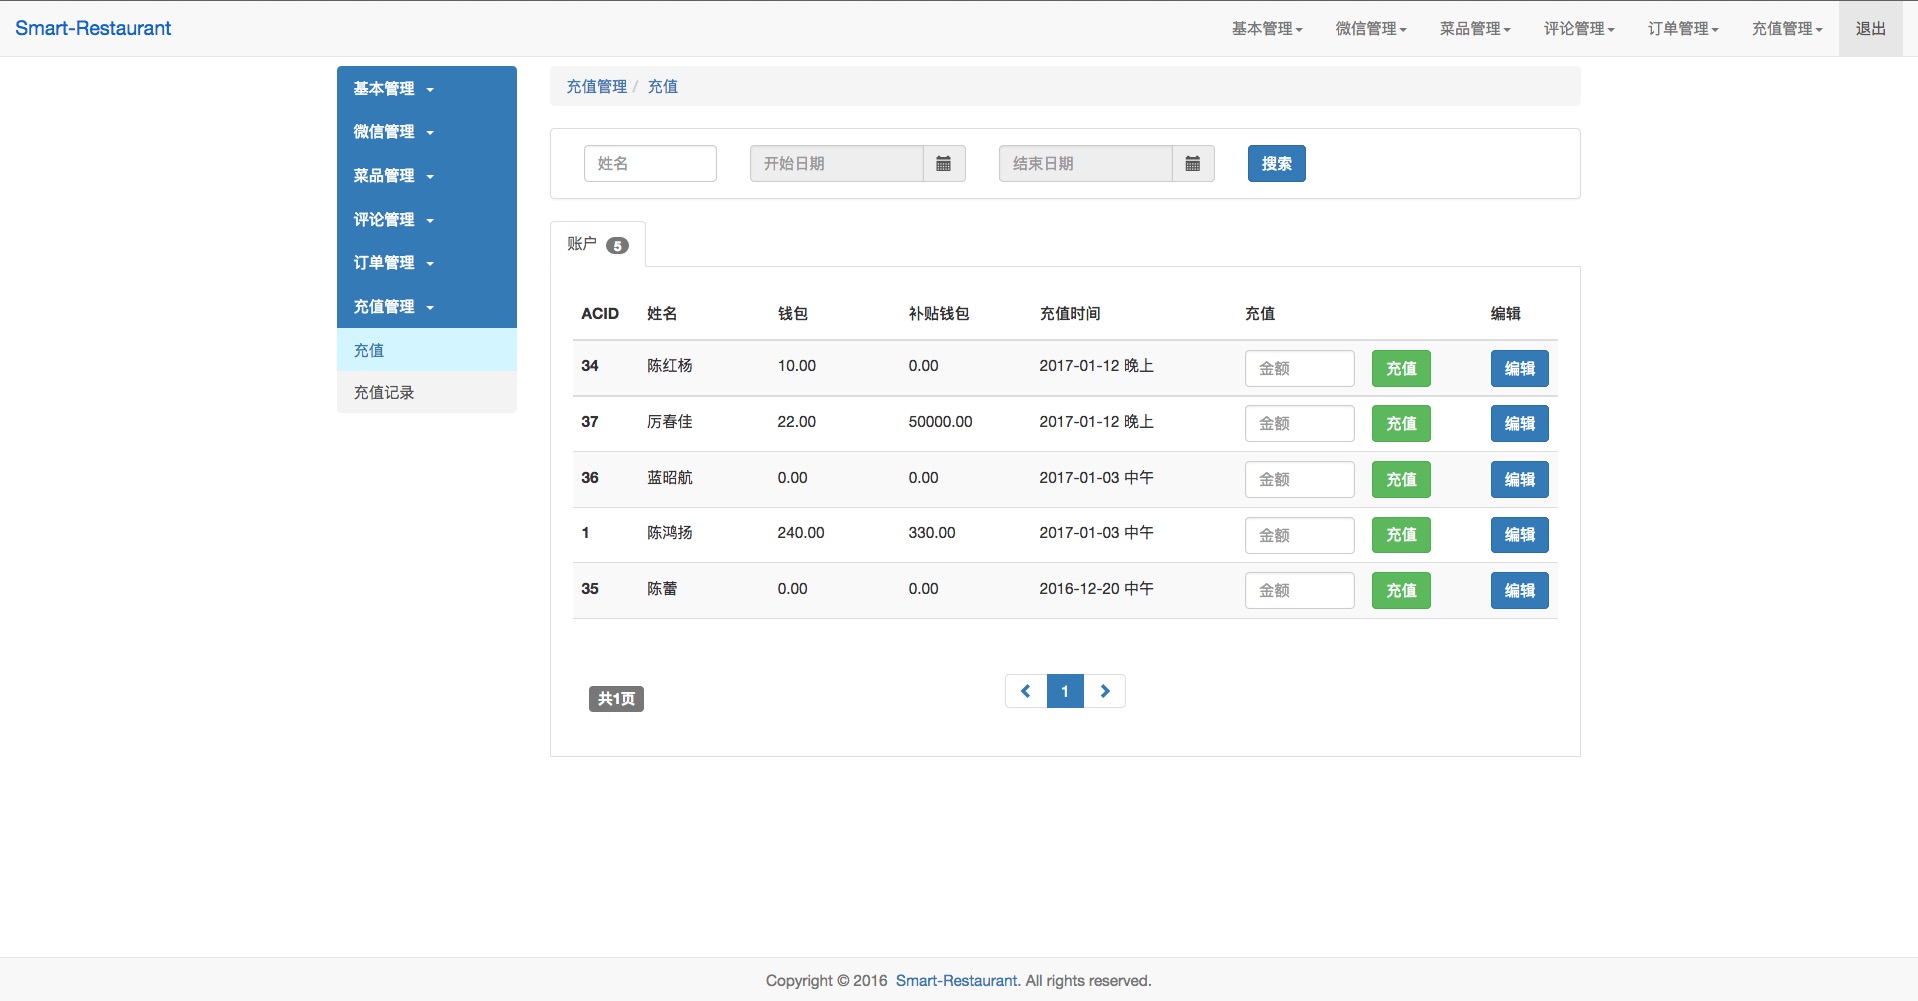 Smart-Restaurant 基本管理 微信管理 菜品管理 评论管理 订单管理 充值管理 退出
基本管理
微信管理
菜品管理
评论管理
订单管理
充值管理
充值
充值记录
充值管理 / 充值
姓名 开始日期 结束日期 搜索
账户 5
ACID 姓名 钱包 补贴钱包 充值时间 充值 编辑
34 陈红杨 10.00 0.00 2017-01-12 晚上 金额 充值 编辑
37 厉春佳 22.00 50000.00 2017-01-12 晚上 金额 充值 编辑
36 蓝昭航 0.00 0.00 2017-01-03 中午 金额 充值 编辑
1 陈鸿扬 240.00 330.00 2017-01-03 中午 金额 充值 编辑
35 陈蕾 0.00 0.00 2016-12-20 中午 金额 充值 编辑
共1页 1
Copyright © 2016 Smart-Restaurant. All rights reserved.